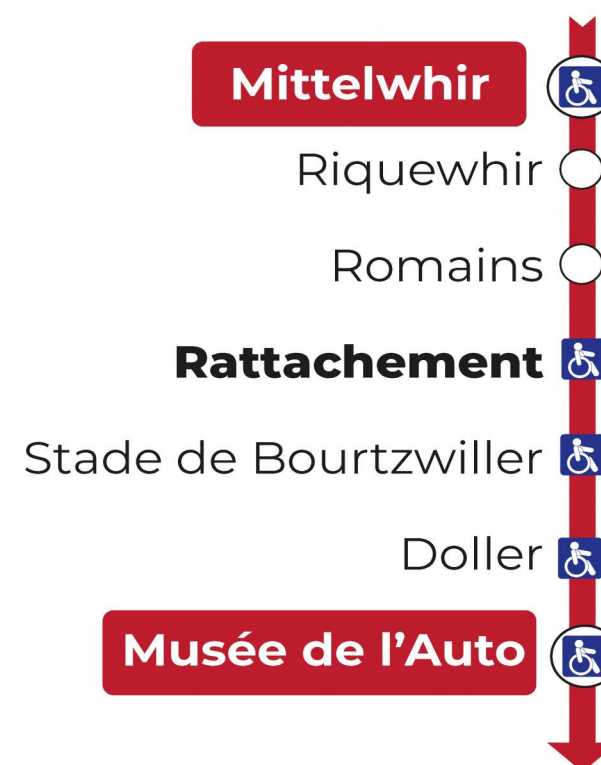 Mittelwhir
Riquewhir
Romains
Rattachement
Stade de Bourtzwiller
Doller
Musée de l’Auto